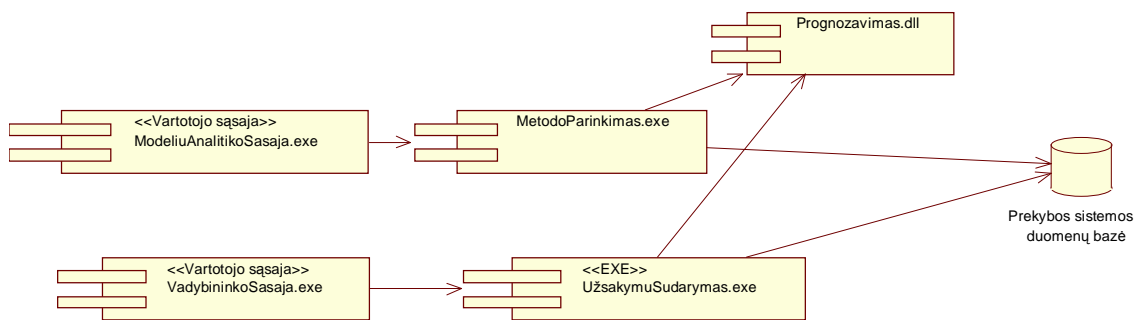 Prognozavimas.dll
<<Vartotojo sąsaja>>
ModeliuAnalitikoSasaja.exe
MetodoParinkimas.exe
Prekybos sistemos
duomenų bazė
<<Vartotojo sąsaja>>
VadybininkoSasaja.exe
<<EXE>>
UžsakymuSudarymas.exe